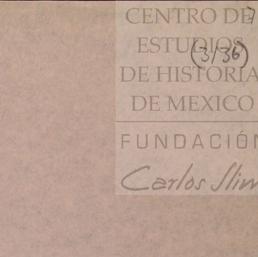 CENTRO DE
ESTUDIOS
(3/36)
DE HISTORIA
DE MEXICO
FUNDACIÓN
Carlos Slim